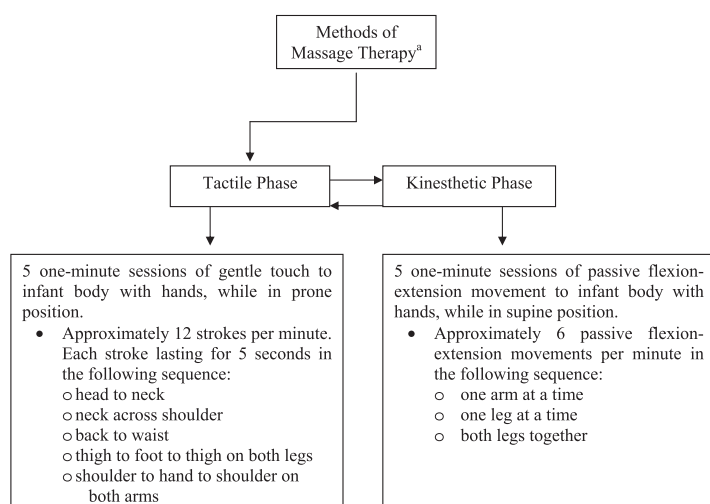 Methods of
Massage Therapyᵃ
Tactile Phase
Kinesthetic Phase
5 one-minute sessions of gentle touch to
infant body with hands, while in prone
position.
• Approximately 12 strokes per minute.
Each stroke lasting for 5 seconds in
the following sequence:
o head to neck
o neck across shoulder
o back to waist
o thigh to foot to thigh on both legs
o shoulder to hand to shoulder on
both arms
5 one-minute sessions of passive flexion-
extension movement to infant body with
hands, while in supine position.
• Approximately 6 passive flexion-
extension movements per minute in
the following sequence:
o one arm at a time
o one leg at a time
o both legs together